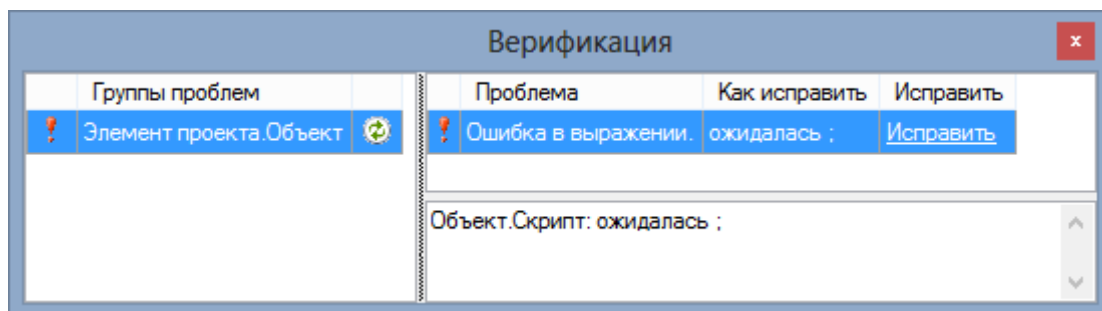 Верификация
x
Группы проблем
Элемент проекта.Объект
Проблема Как исправить Исправить
Ошибка в выражении. ожидалась ; Исправить
Объект.Скрипт: ожидалась ;